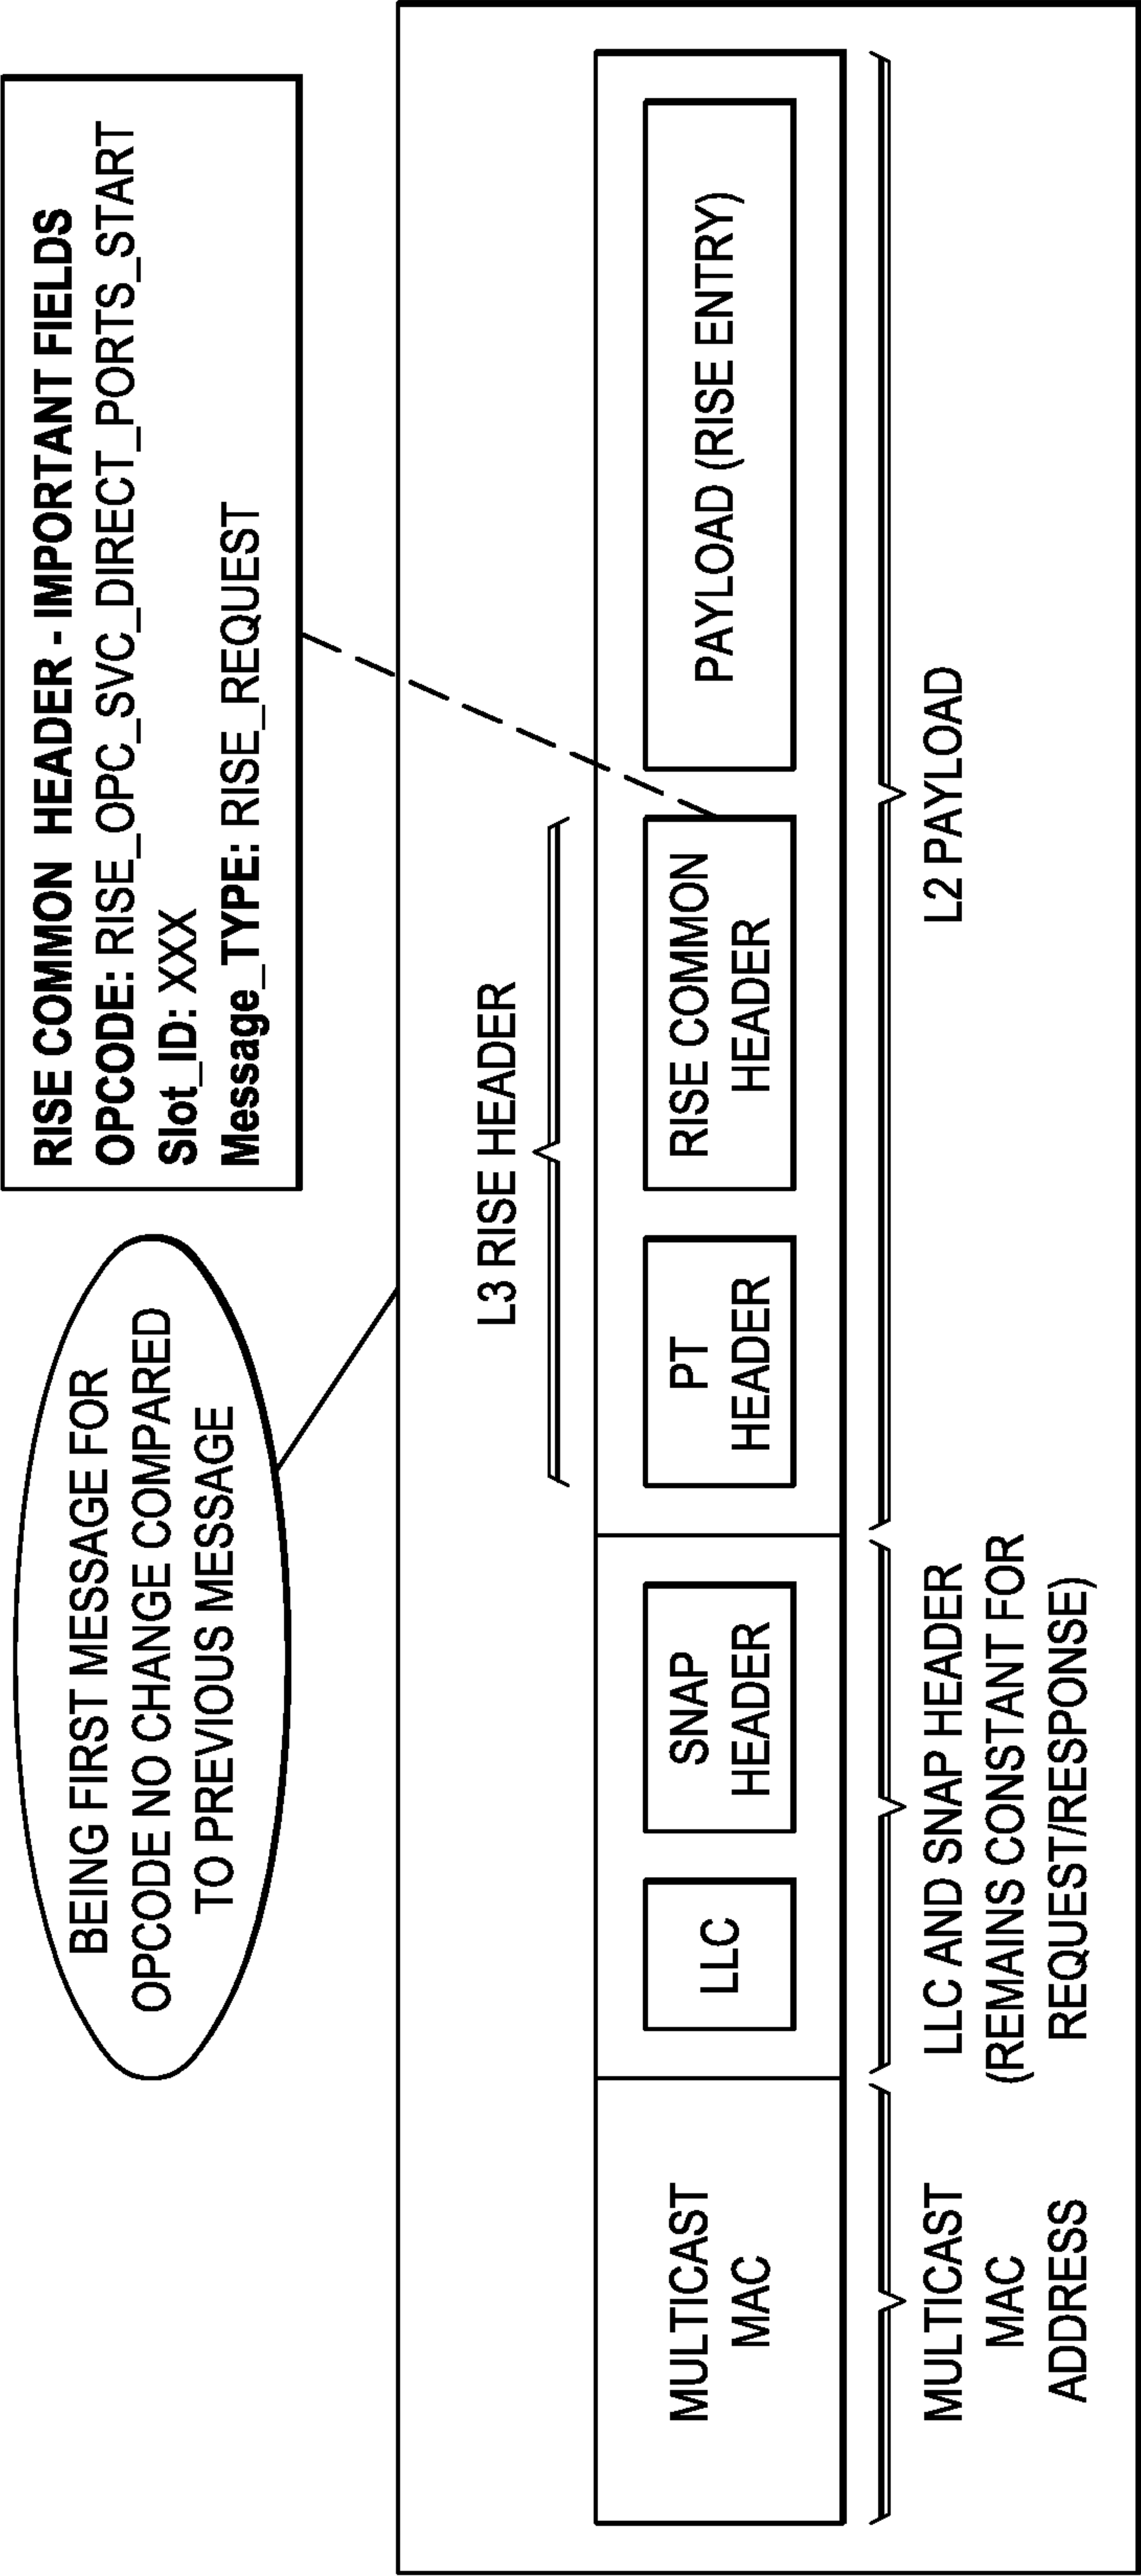 BEING FIRST MESSAGE FOR
OPCODE NO CHANGE COMPARED
TO PREVIOUS MESSAGE
RISE COMMON HEADER - IMPORTANT FIELDS
OPCODE: RISE_OPC_SVC_DIRECT_PORTS_START
Slot_ID: XXX
Message_TYPE: RISE_REQUEST
L3 RISE HEADER
MULTICAST
MAC
LLC
SNAP
HEADER
PT
HEADER
RISE COMMON
HEADER
PAYLOAD (RISE ENTRY)
MULTICAST
MAC
ADDRESS
LLC AND SNAP HEADER
(REMAINS CONSTANT FOR
REQUEST/RESPONSE)
L2 PAYLOAD